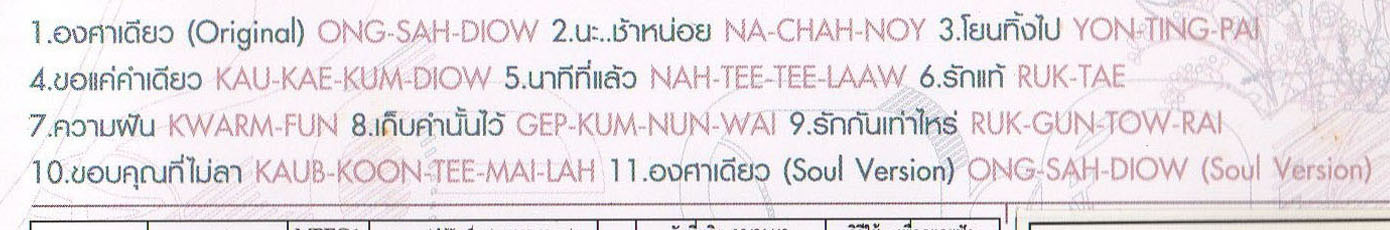 1.องศาเดียว (Original) ONG-SAH-DIOW 2.นะ..ช้าหน่อย NA-CHAH-NOY 3.โยนทิ้งไป YON-TING-PAI
4.ขอแค่คำเดียว KAU-KAE-KUM-DIOW 5.นาทีที่แล้ว NAH-TEE-TEE-LAAW 6.รักแท้ RUK-TAE
7.ความฝัน KWARM-FUN 8.เก็บคำนั้นไว้ GEP-KUM-NUN-WAI 9.รักกันเท่าไหร่ RUK-GUN-TOW-RAI
10.ขอบคุณที่ไม่ลา KAUB-KOON-TEE-MAI-LAH 11.องศาเดียว (Soul Version) ONG-SAH-DIOW (Soul Version)